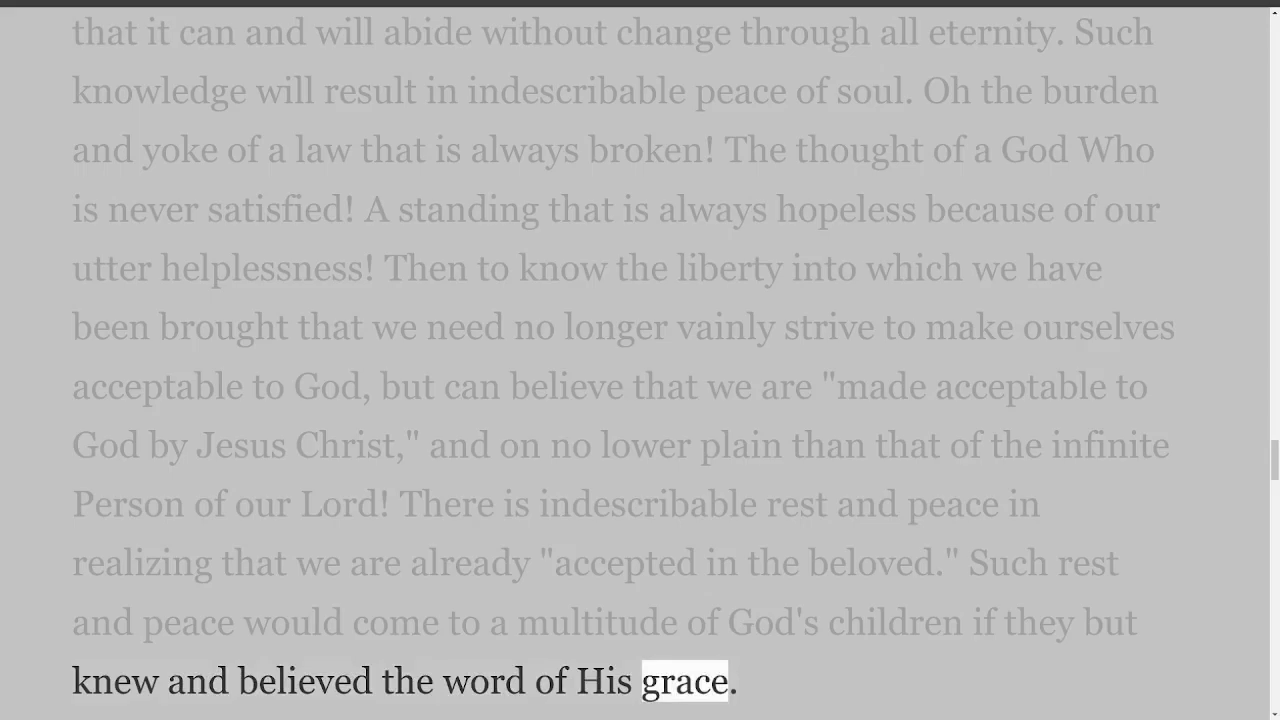 that it can and will abide without change through all eternity. Such
knowledge will result in indescribable peace of soul. Oh the burden
and yoke of a law that is always broken! The thought of a God Who
is never satisfied! A standing that is always hopeless because of our
utter helplessness! Then to know the liberty into which we have
been brought that we need no longer vainly strive to make ourselves
acceptable to God, but can believe that we are "made acceptable to
God by Jesus Christ," and on no lower plain than that of the infinite
Person of our Lord! There is indescribable rest and peace in
realizing that we are already "accepted in the beloved." Such rest
and peace would come to a multitude of God's children if they but
knew and believed the word of His grace.